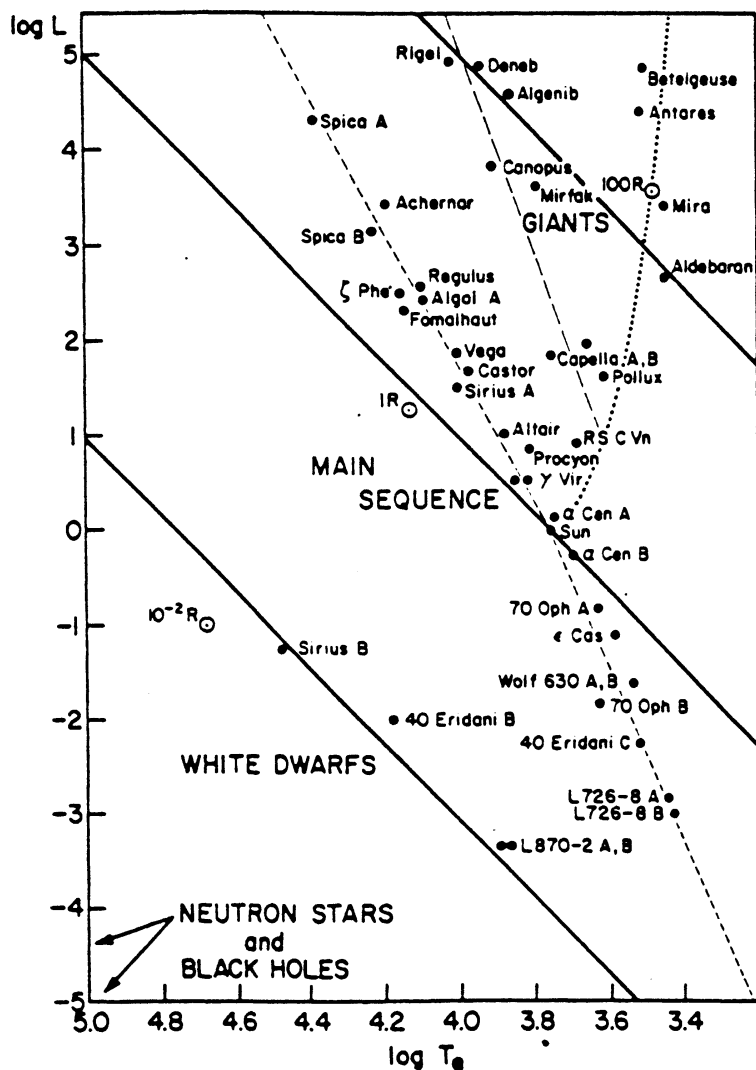 log L
5
4
3
2
1
0
-1
-2
-3
-4
-5
Rigel
Deneb
Algenib
Betelgeuse
Antares
Spica A
Canopus
Mirfak
100R
Mira
GIANTS
Achernar
Spica B
Aldebaran
Regulus
ζ Phe
Algol A
Fomalhaut
Vega
Capella A,B
Castor
Pollux
Sirius A
1R
Altair
RS C Vn
Procyon
MAIN
SEQUENCE
γ Vir
α Cen A
Sun
α Cen B
70 Oph A
10⁻²R
ε Cas
Sirius B
Wolf 630 A,B
70 Oph B
40 Eridani B
40 Eridani C
WHITE DWARFS
L726-8 A
L726-8 B
L870-2 A,B
NEUTRON STARS
and
BLACK HOLES
5.0 4.8 4.6 4.4 4.2 4.0 3.8 3.6 3.4
log Te